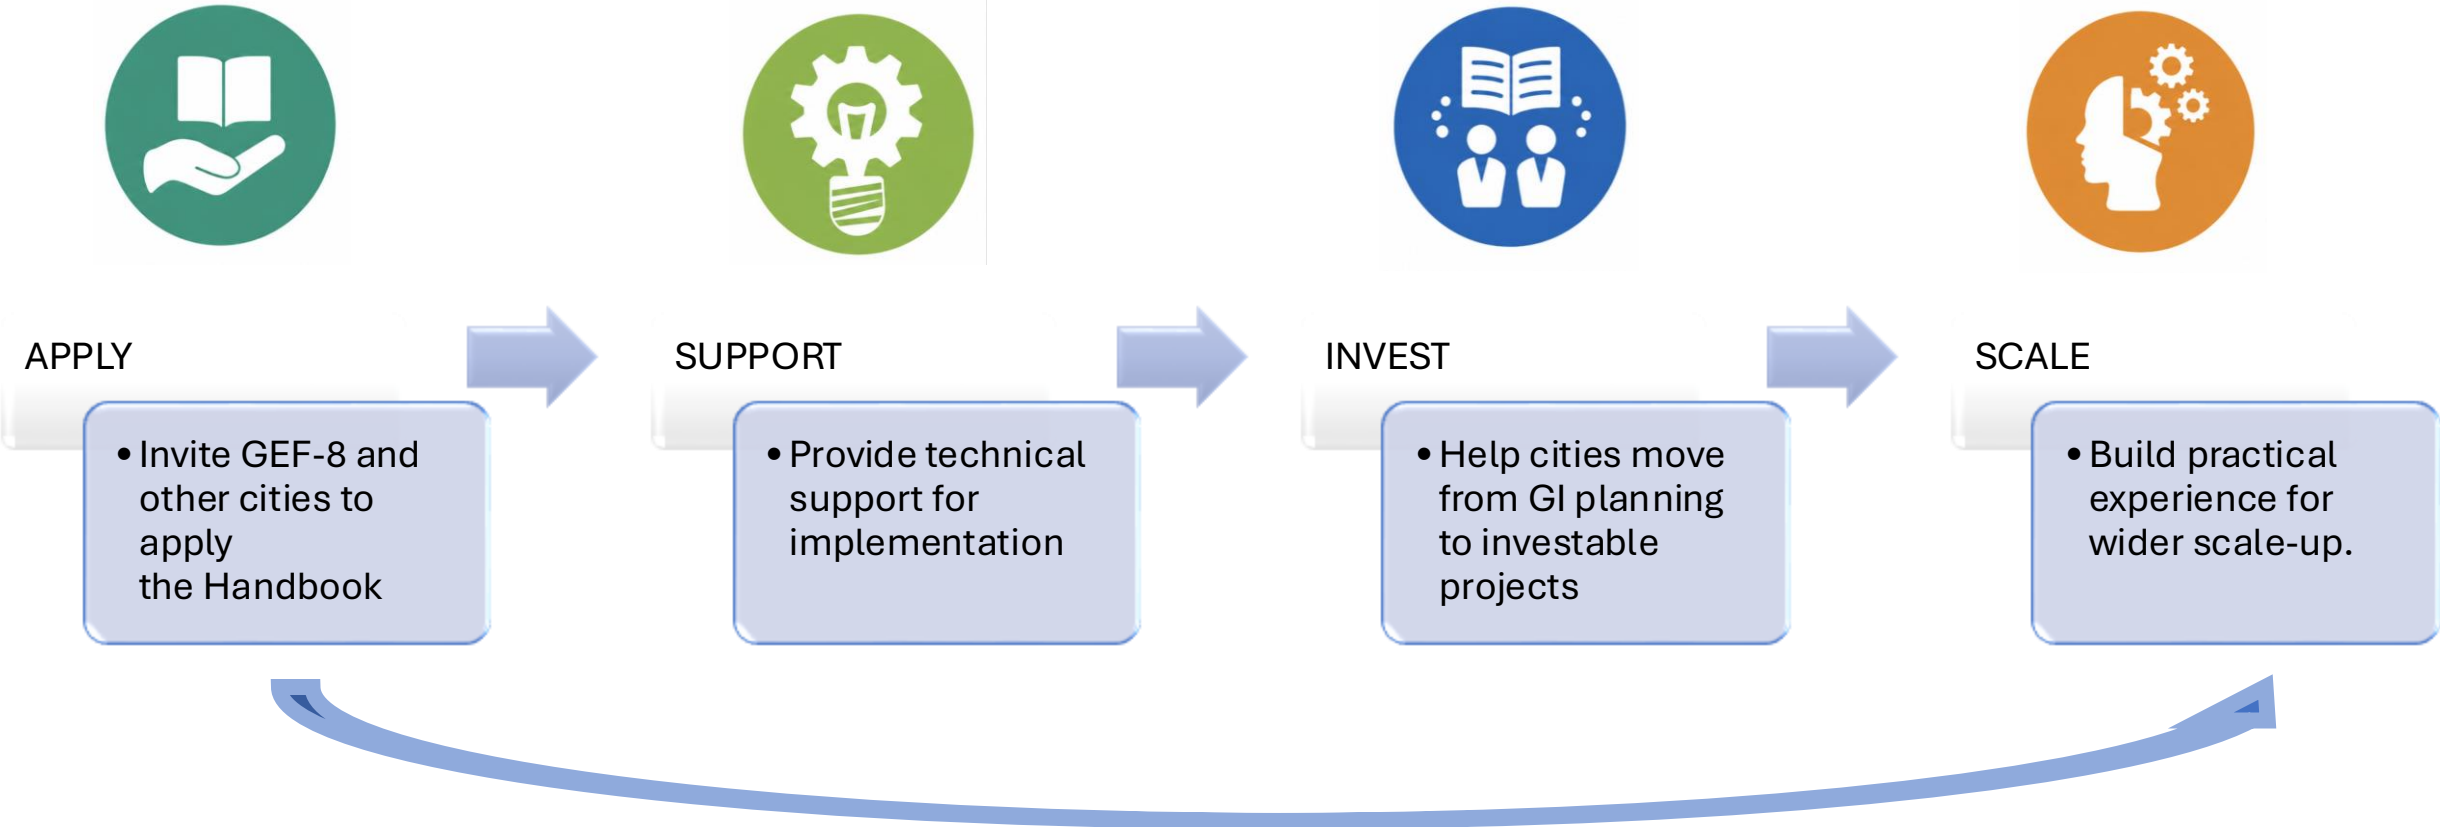 APPLY
• Invite GEF-8 and
other cities to
apply
the Handbook
SUPPORT
• Provide technical
support for
implementation
INVEST
• Help cities move
from GI planning
to investable
projects
SCALE
• Build practical
experience for
wider scale-up.